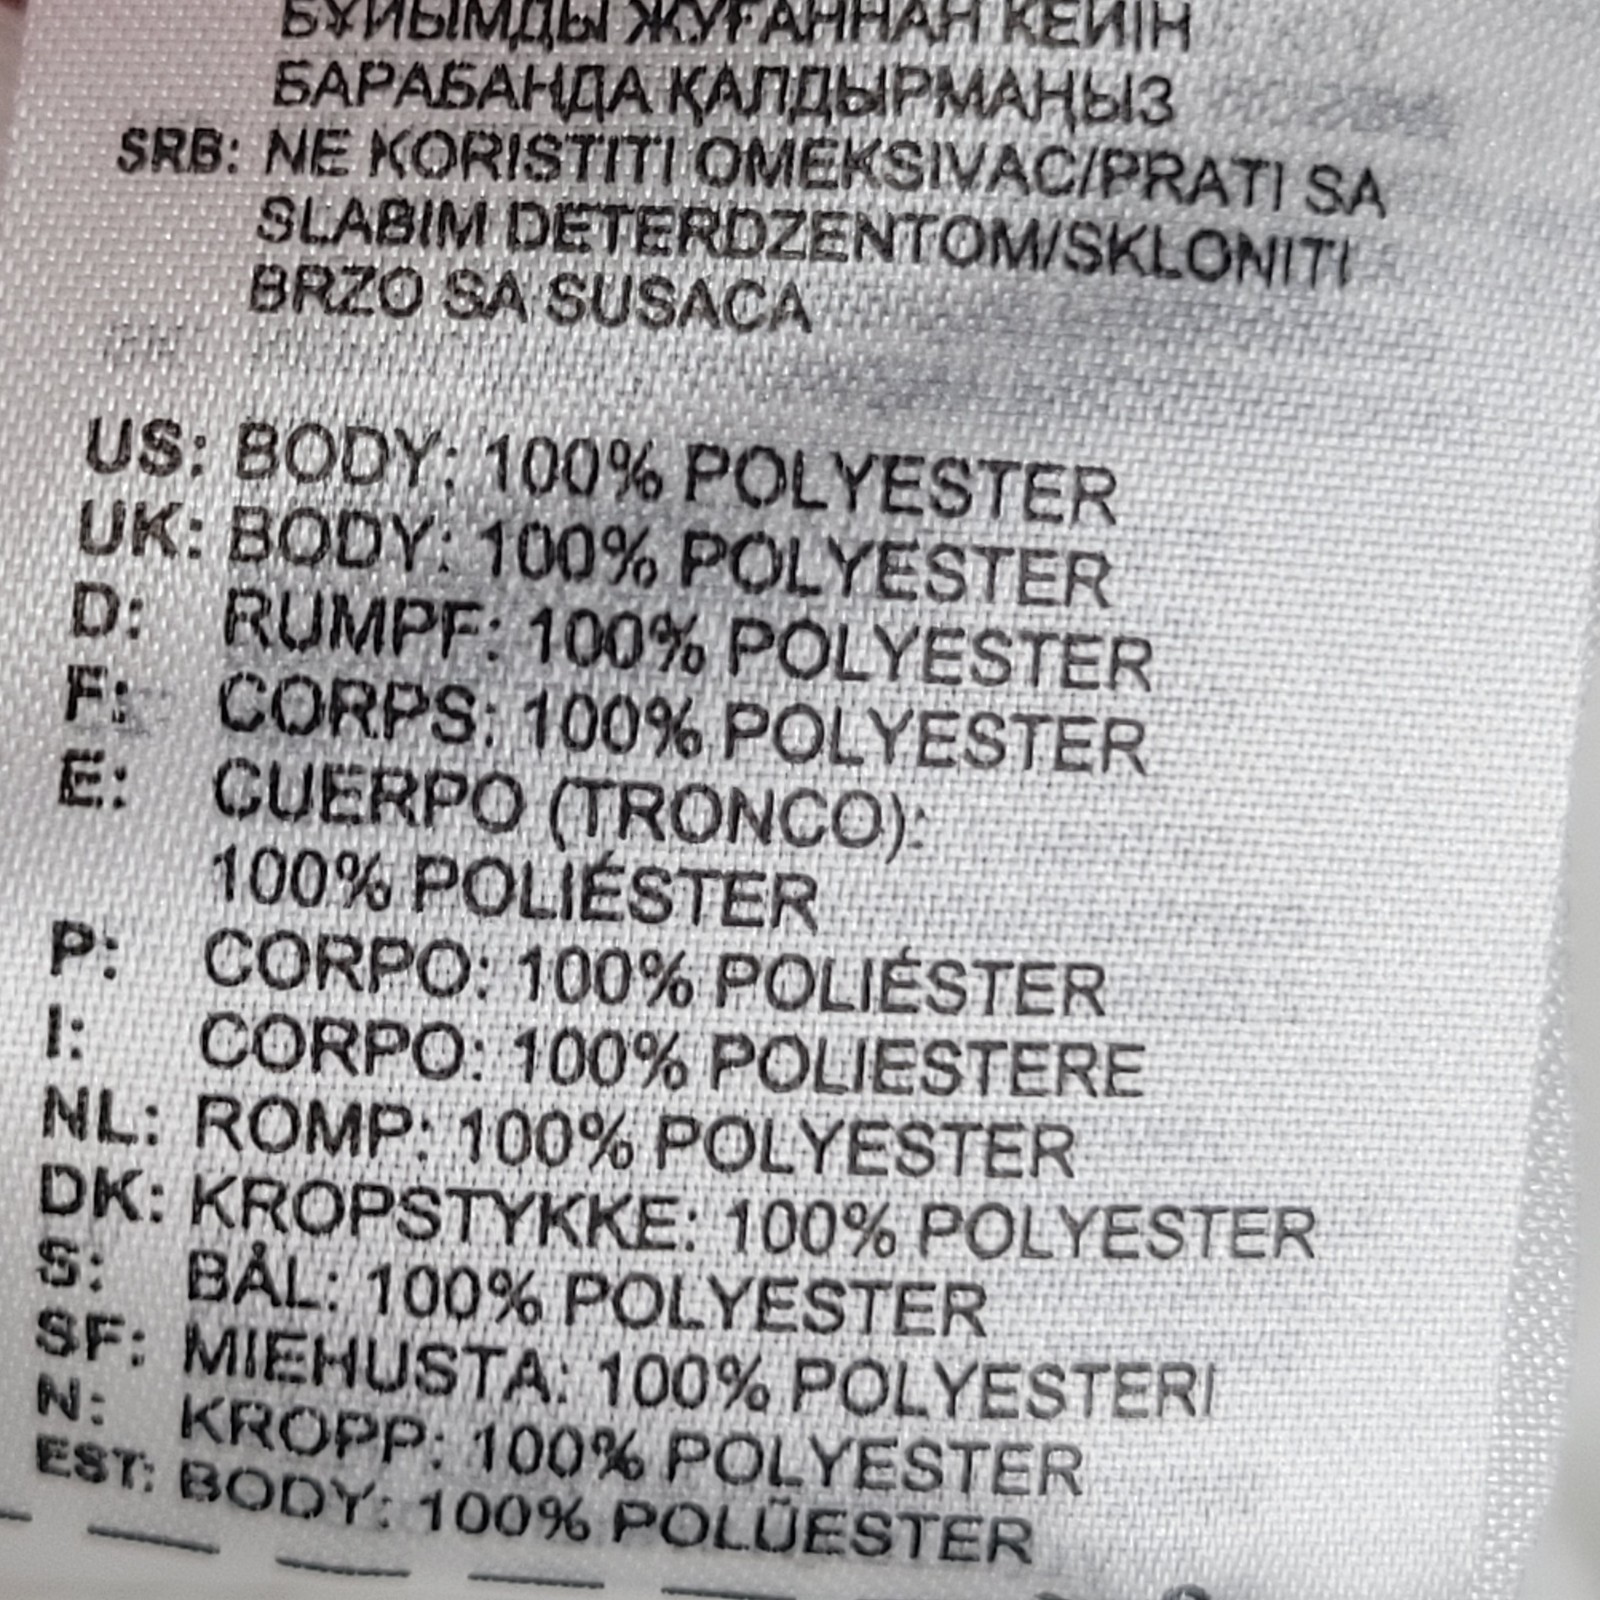 БҰЙЫМДЫ ЖУҒАННАН КЕЙІН
БАРАБАНДА ҚАЛДЫРМАҢЫЗ
SRB: NE KORISTITI OMEKSIVAC/PRATI SA
SLABIM DETERDZENTOM/SKLONITI
BRZO SA SUSACA
US: BODY: 100% POLYESTER
UK: BODY: 100% POLYESTER
D: RUMPF: 100% POLYESTER
F: CORPS: 100% POLYESTER
E: CUERPO (TRONCO):
100% POLIÉSTER
P: CORPO: 100% POLIÉSTER
I: CORPO: 100% POLIESTERE
NL: ROMP: 100% POLYESTER
DK: KROPSTYKKE: 100% POLYESTER
S: BÅL: 100% POLYESTER
SF: MIEHUSTA: 100% POLYESTERI
N: KROPP: 100% POLYESTER
EST: BODY: 100% POLÜESTER